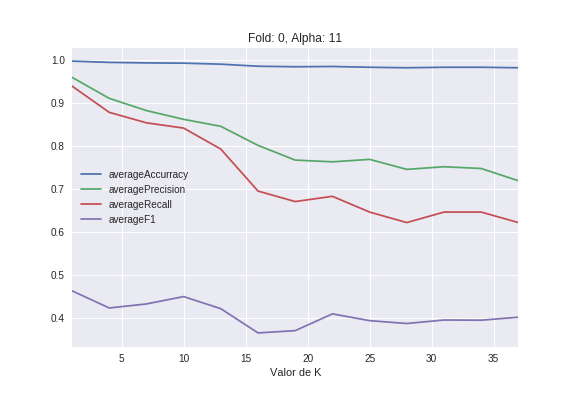 Fold: 0, Alpha: 11
1.0
0.9
0.8
0.7
0.6
0.5
0.4
averageAccurracy
averagePrecision
averageRecall
averageF1
5 10 15 20 25 30 35
Valor de K